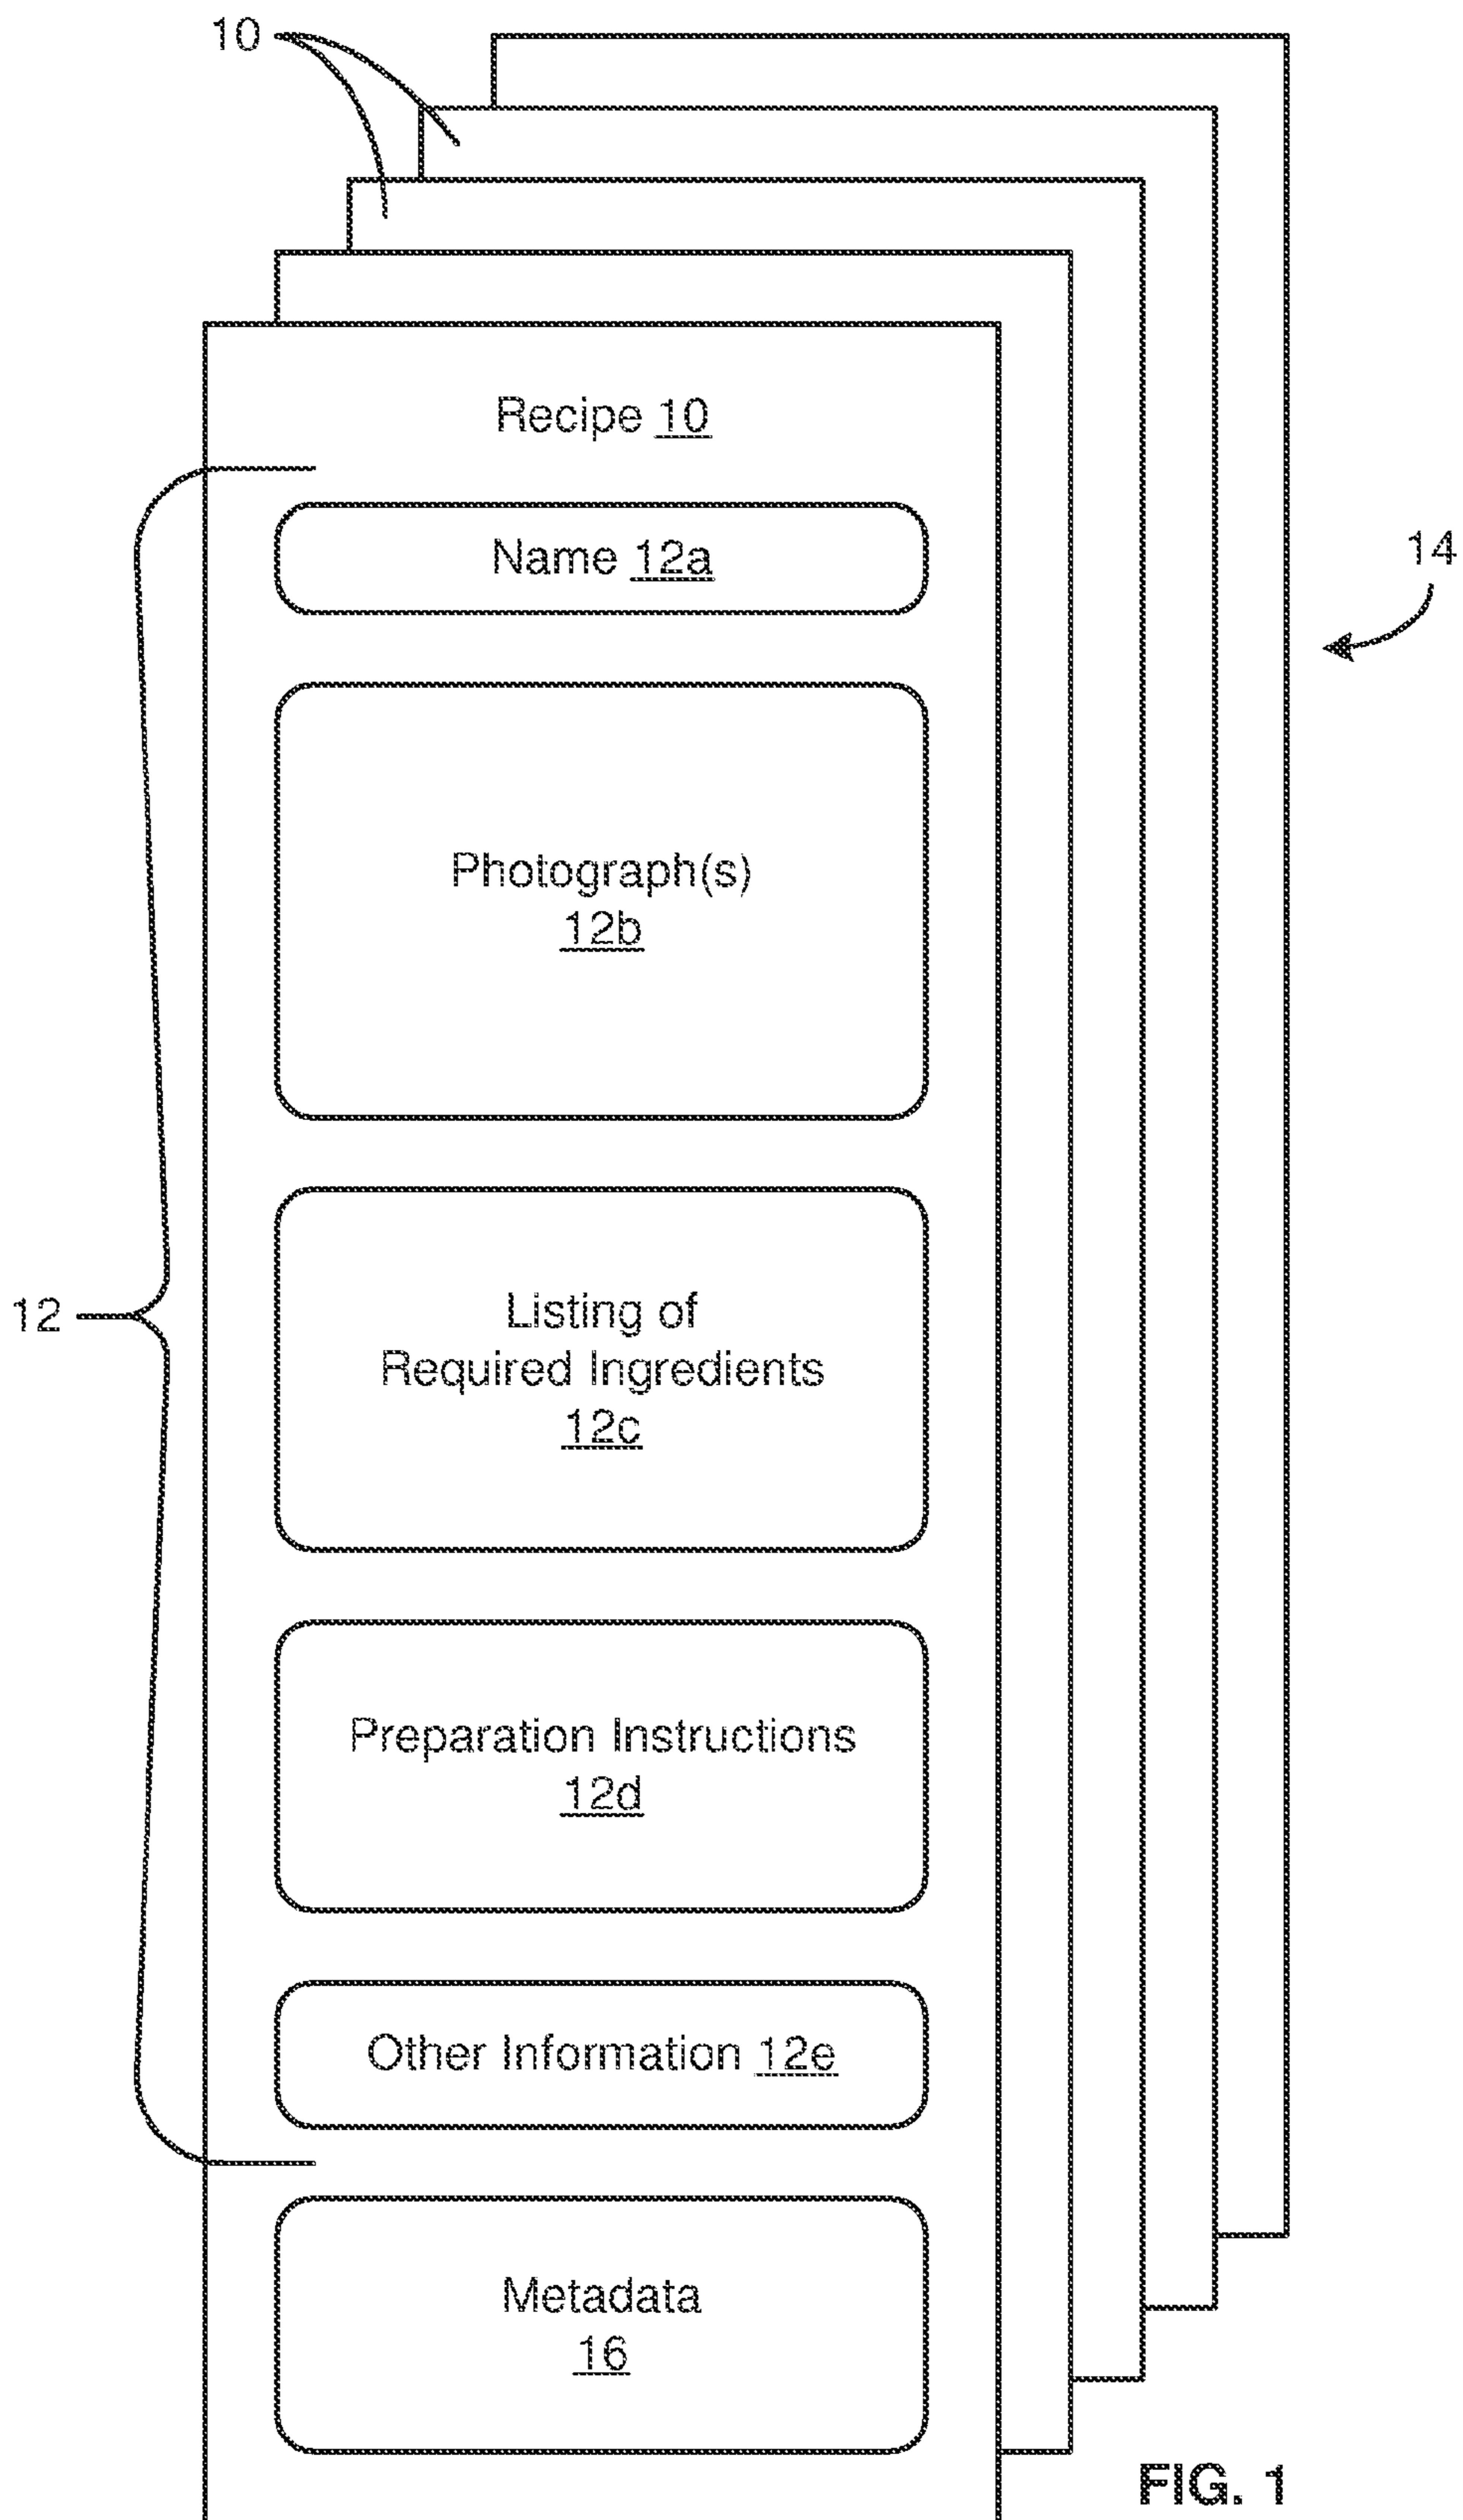 10
Recipe 10
Name 12a
14
Photograph(s)
12b
Listing of
Required Ingredients
12c
12
Preparation Instructions
12d
Other Information 12e
Metadata
16
FIG. 1